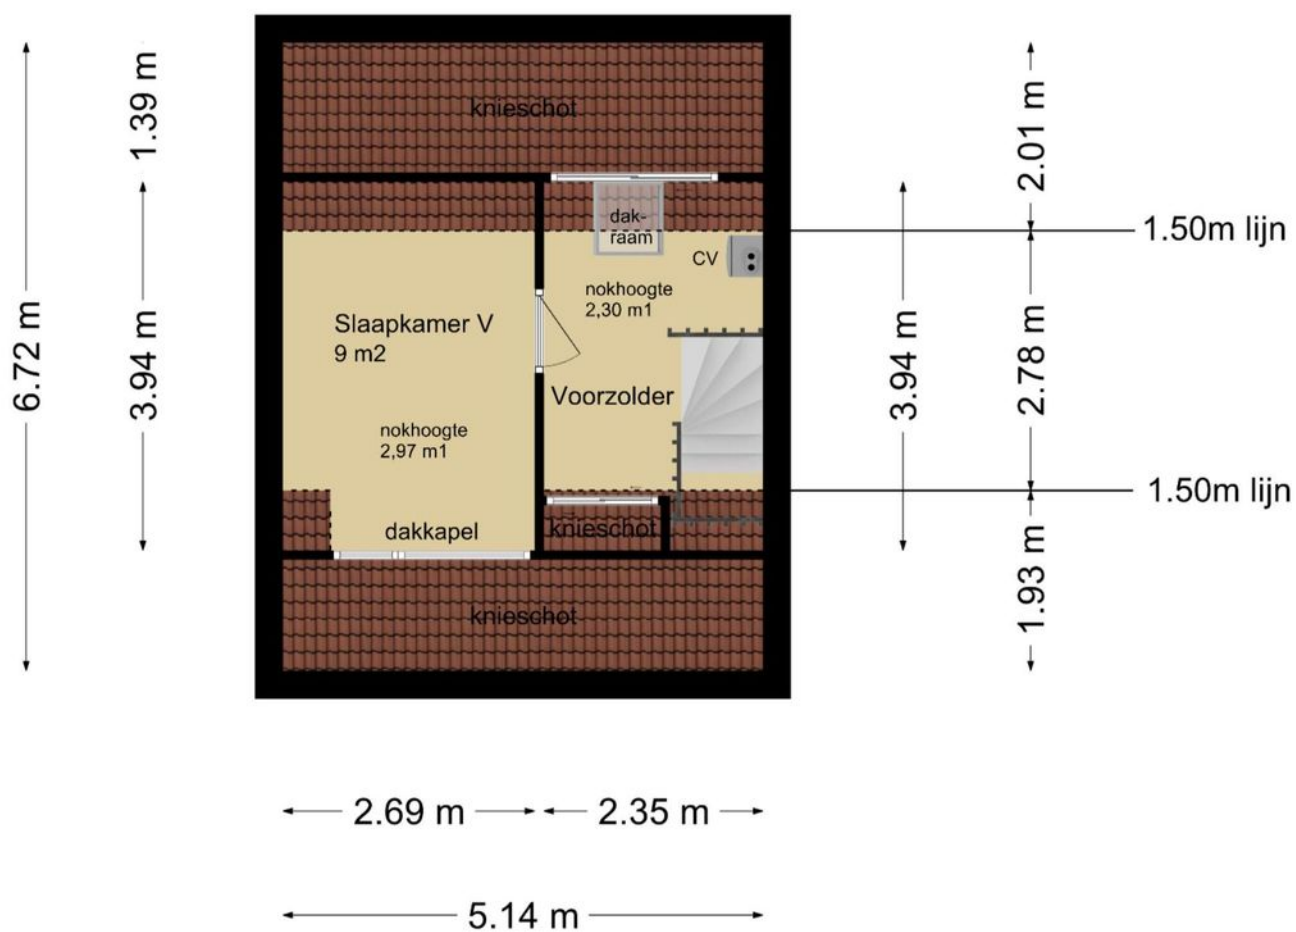 knieschot
1.39 m
2.01 m
dak-
raam
1.50m lijn
CV
nokhoogte
2,30 m1
Slaapkamer V
9 m2
6.72 m
3.94 m
3.94 m
2.78 m
Voorzolder
nokhoogte
2,97 m1
1.50m lijn
dakkapel
knieschot
1.93 m
knieschot
2.69 m
2.35 m
5.14 m